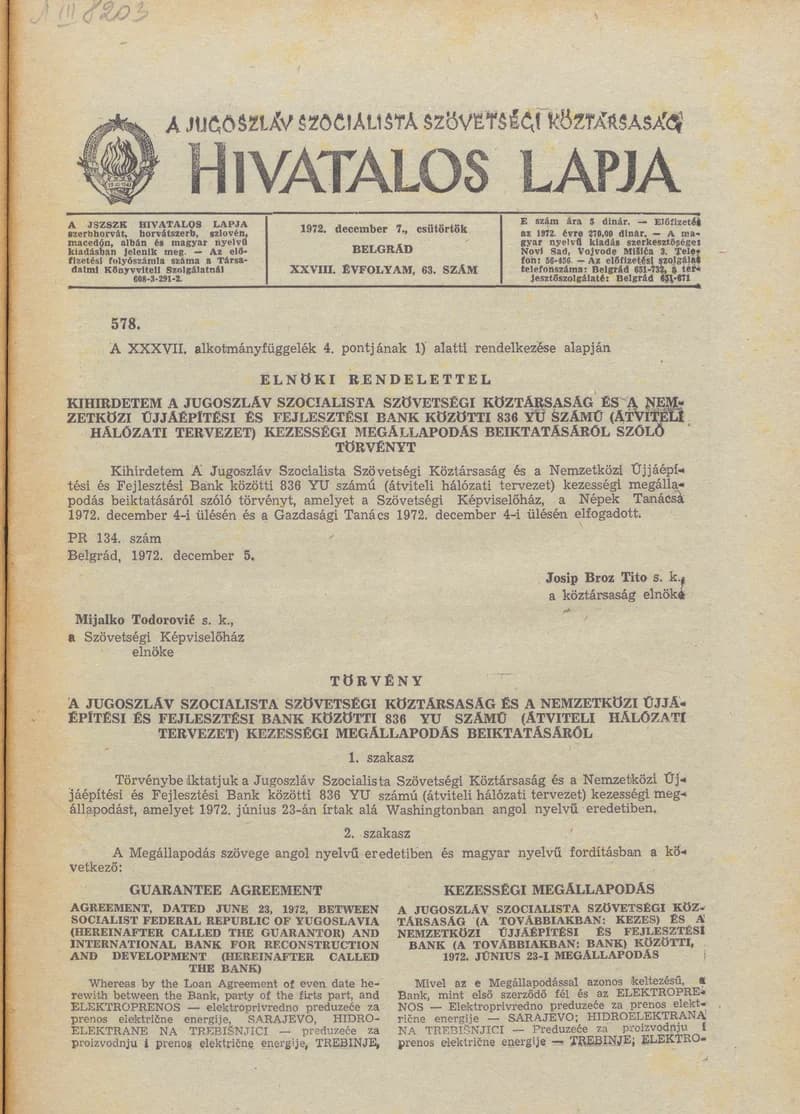 III 8203
A JUGOSZLÁV SZOCIALISTA SZÖVETSÉGI KÖZTÁRSASÁG
HIVATALOS LAPJA
A JSZSZK HIVATALOS LAPJA
szerbhorvát, horvátszerb, szlovén,
macedón, albán és magyar nyelvű
kiadásban jelenik meg. — Az elő-
fizetési folyószámla száma a Társa-
dalmi Könyvviteli Szolgálatnál
608-3-291-2.
1972. december 7., csütörtök
BELGRÁD
XXVIII. ÉVFOLYAM, 63. SZÁM
E szám ára 5 dinár. — Előfizetés
az 1972. évre 270,00 dinár. — A ma-
gyar nyelvű kiadás szerkesztősége:
Novi Sad, Vojvode Mišića 3. Tele-
fon: 56-456. — Az előfizetési szolgálat
telefonszáma: Belgrád 651-732, a ter-
jesztőszolgálaté: Belgrád 651-671
578.
A XXXVII. alkotmányfüggelék 4. pontjának 1) alatti rendelkezése alapján
ELNÖKI RENDELETTEL
KIHIRDETEM A JUGOSZLÁV SZOCIALISTA SZÖVETSÉGI KÖZTÁRSASÁG ÉS A NEM-
ZETKÖZI ÚJJÁÉPÍTÉSI ÉS FEJLESZTÉSI BANK KÖZÖTTI 836 YU SZÁMÚ (ÁTVITELI
HÁLÓZATI TERVEZET) KEZESSÉGI MEGÁLLAPODÁS BEIKTATÁSÁRÓL SZÓLÓ
TÖRVÉNYT
Kihirdetem A Jugoszláv Szocialista Szövetségi Köztársaság és a Nemzetközi Újjáépí-
tési és Fejlesztési Bank közötti 836 YU számú (átviteli hálózati tervezet) kezességi megálla-
podás beiktatásáról szóló törvényt, amelyet a Szövetségi Képviselőház, a Népek Tanácsa
1972. december 4-i ülésén és a Gazdasági Tanács 1972. december 4-i ülésén elfogadott.
PR 134. szám
Belgrád, 1972. december 5.
Josip Broz Tito s. k.,
a köztársaság elnöke
Mijalko Todorović s. k.,
a Szövetségi Képviselőház
elnöke
TÖRVÉNY
A JUGOSZLÁV SZOCIALISTA SZÖVETSÉGI KÖZTÁRSASÁG ÉS A NEMZETKÖZI ÚJJÁ-
ÉPÍTÉSI ÉS FEJLESZTÉSI BANK KÖZÖTTI 836 YU SZÁMÚ (ÁTVITELI HÁLÓZATI
TERVEZET) KEZESSÉGI MEGÁLLAPODÁS BEIKTATÁSÁRÓL
1. szakasz
Törvénybe iktatjuk a Jugoszláv Szocialista Szövetségi Köztársaság és a Nemzetközi Új-
jáépítési és Fejlesztési Bank közötti 836 YU számú (átviteli hálózati tervezet) kezességi meg-
állapodást, amelyet 1972. június 23-án írtak alá Washingtonban angol nyelvű eredetiben.
2. szakasz
A Megállapodás szövege angol nyelvű eredetiben és magyar nyelvű fordításban a kö-
vetkező:
GUARANTEE AGREEMENT
AGREEMENT, DATED JUNE 23, 1972, BETWEEN
SOCIALIST FEDERAL REPUBLIC OF YUGOSLAVIA
(HEREINAFTER CALLED THE GUARANTOR) AND
INTERNATIONAL BANK FOR RECONSTRUCTION
AND DEVELOPMENT (HEREINAFTER CALLED
THE BANK)
Whereas by the Loan Agreement of even date he-
rewith between the Bank, party of the firts part, and
ELEKTROPRENOS — elektroprivredno preduzeće za
prenos električne energije, SARAJEVO, HIDRO-
ELEKTRANE NA TREBIŠNJICI — preduzeće za
proizvodnju i prenos električne energije, TREBINJE,
KEZESSÉGI MEGÁLLAPODÁS
A JUGOSZLÁV SZOCIALISTA SZÖVETSÉGI KÖZ-
TÁRSASÁG (A TOVÁBBIAKBAN: KEZES) ÉS A
NEMZETKÖZI ÚJJÁÉPÍTÉSI ÉS FEJLESZTÉSI
BANK (A TOVÁBBIAKBAN: BANK) KÖZÖTTI,
1972. JÚNIUS 23-I MEGÁLLAPODÁS
Mivel az e Megállapodással azonos keltezésű, a
Bank, mint első szerződő fél és az ELEKTROPRE-
NOS — Elektroprivredno preduzeće za prenos elekt-
rične energije — SARAJEVO; HIDROELEKTRANA
NA TREBIŠNJICI — Preduzeće za proizvodnju i
prenos električne energije — TREBINJE; ELEKTRO-